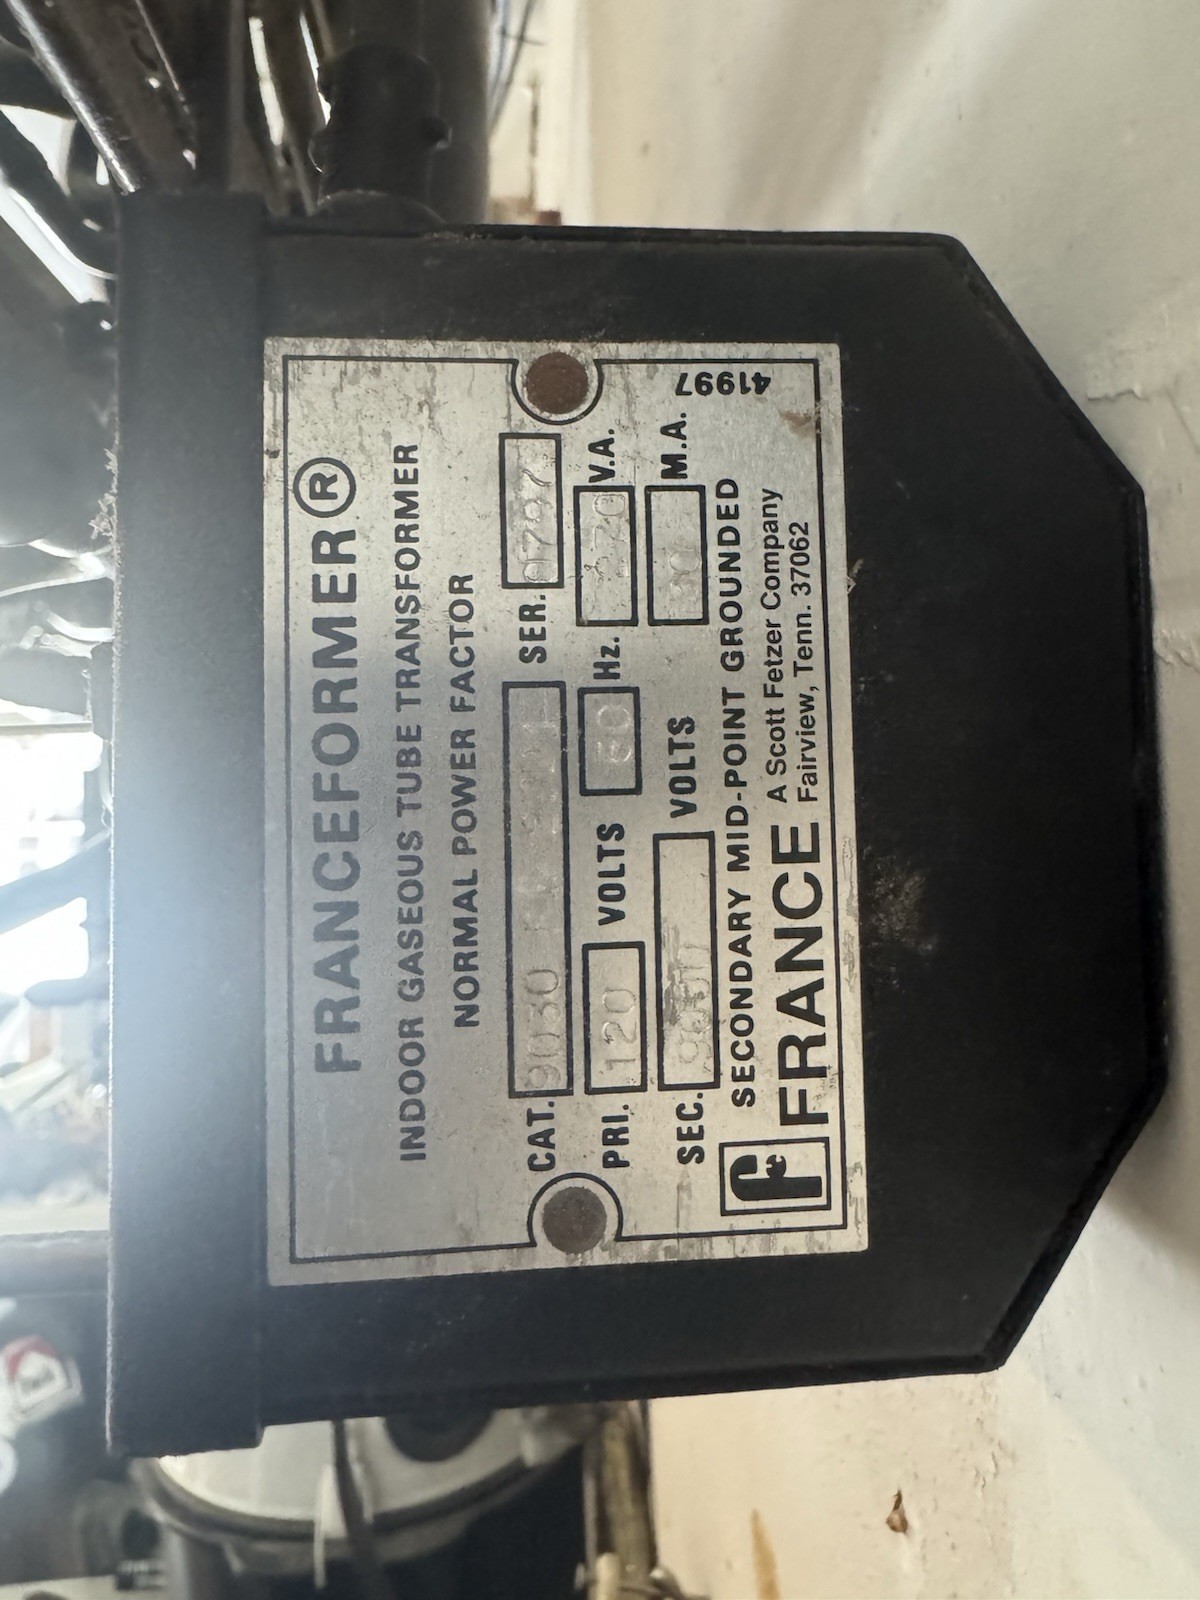 FRANCEFORMER®
INDOOR GASEOUS TUBE TRANSFORMER
NORMAL POWER FACTOR
CAT. 9030 SER.
PRI. 120 VOLTS 60 Hz. V.A.
SEC. VOLTS 30 M.A.
SECONDARY MID-POINT GROUNDED
FRANCE A Scott Fetzer Company
Fairview, Tenn. 37062
41997